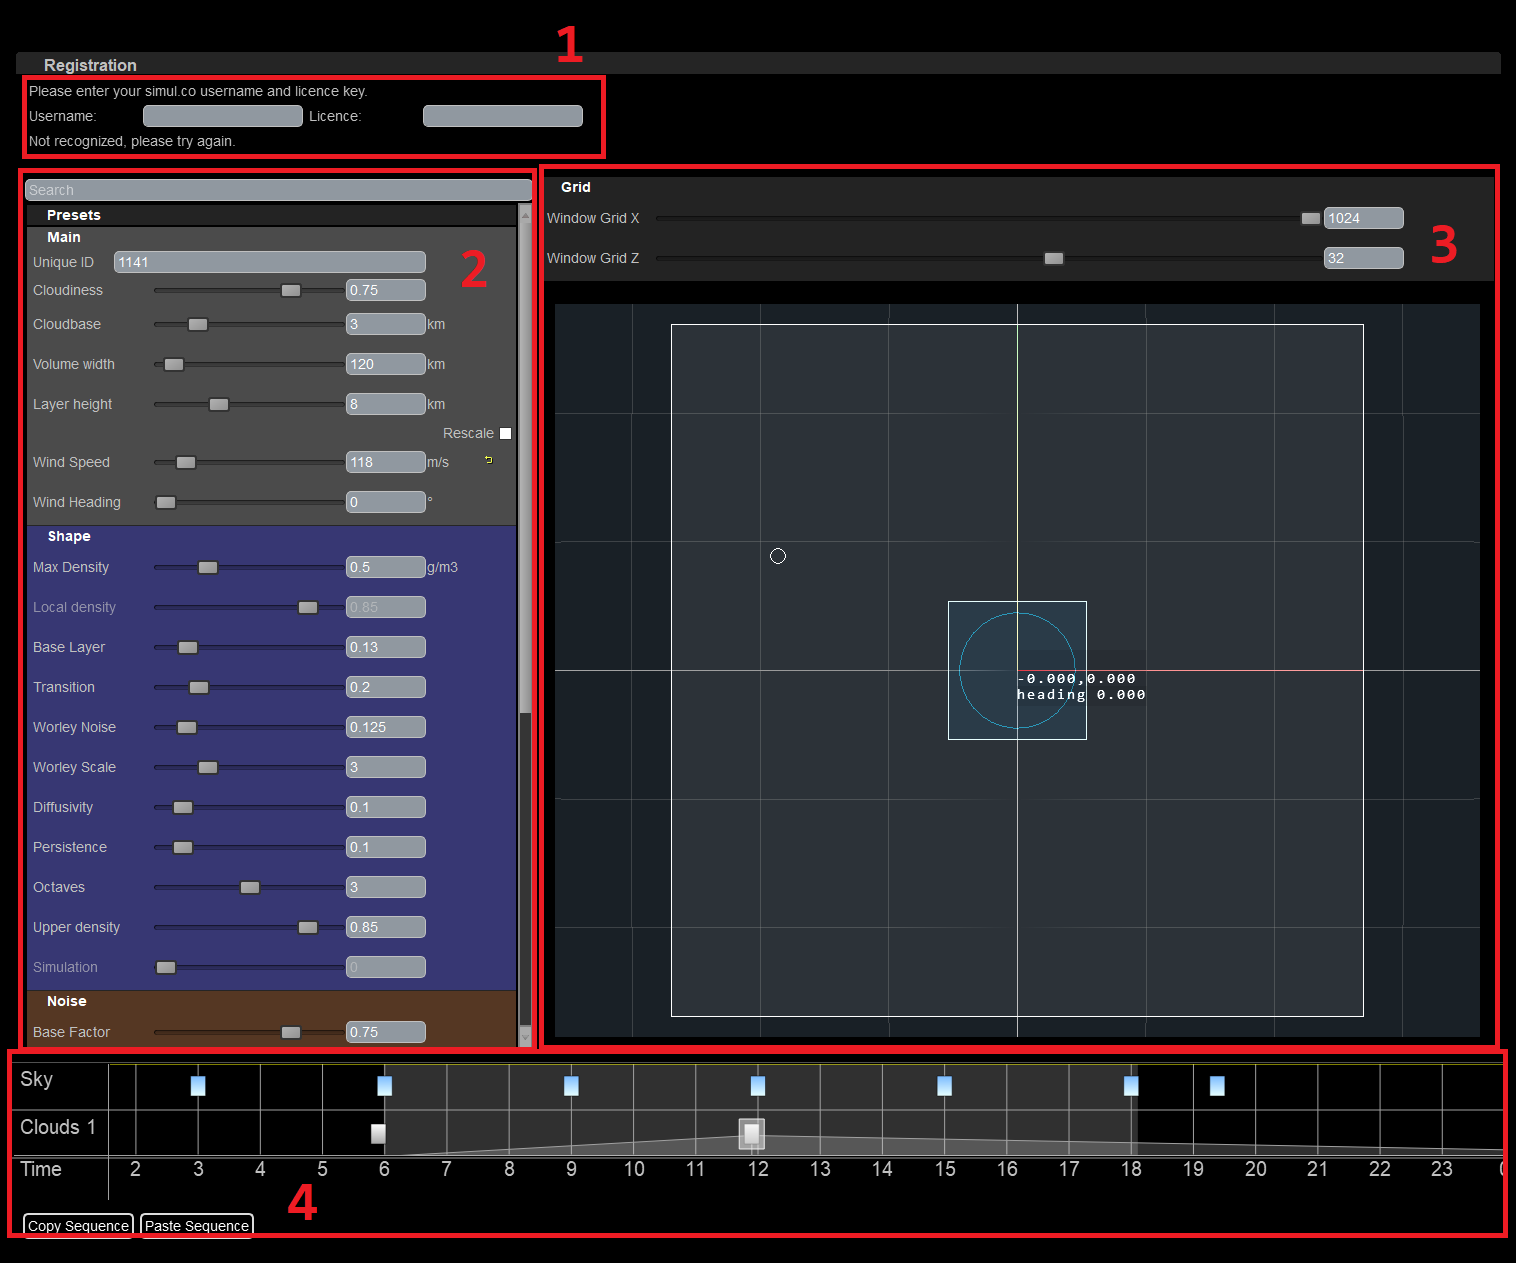 1
Registration
Please enter your simul.co username and licence key.
Username: Licence:
Not recognized, please try again.
Search
Presets
Main
2
Unique ID 1141
Cloudiness 0.75
Cloudbase 3 km
Volume width 120 km
Layer height 8 km
Rescale
Wind Speed 118 m/s
Wind Heading 0 °
Shape
Max Density 0.5 g/m3
Local density 0.85
Base Layer 0.13
Transition 0.2
Worley Noise 0.125
Worley Scale 3
Diffusivity 0.1
Persistence 0.1
Octaves 3
Upper density 0.85
Simulation 0
Noise
Base Factor 0.75
Grid
Window Grid X 1024
3
Window Grid Z 32
-0.000,0.000
heading 0.000
Sky
Clouds 1
Time 2 3 4 5 6 7 8 9 10 11 12 13 14 15 16 17 18 19 20 21 22 23
4
Copy Sequence Paste Sequence